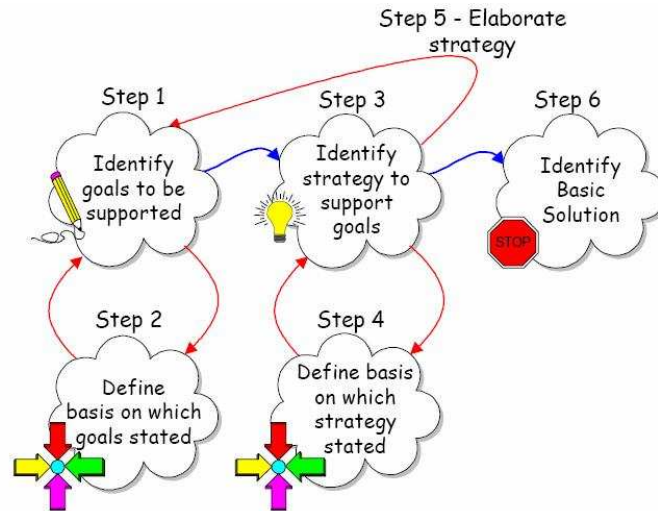 Step 5 - Elaborate
strategy
Step 1
Identify
goals to be
supported
Step 3
Identify
strategy to
support
goals
Step 6
Identify
Basic
Solution
STOP
Step 2
Define
basis on which
goals stated
Step 4
Define basis
on which
strategy
stated